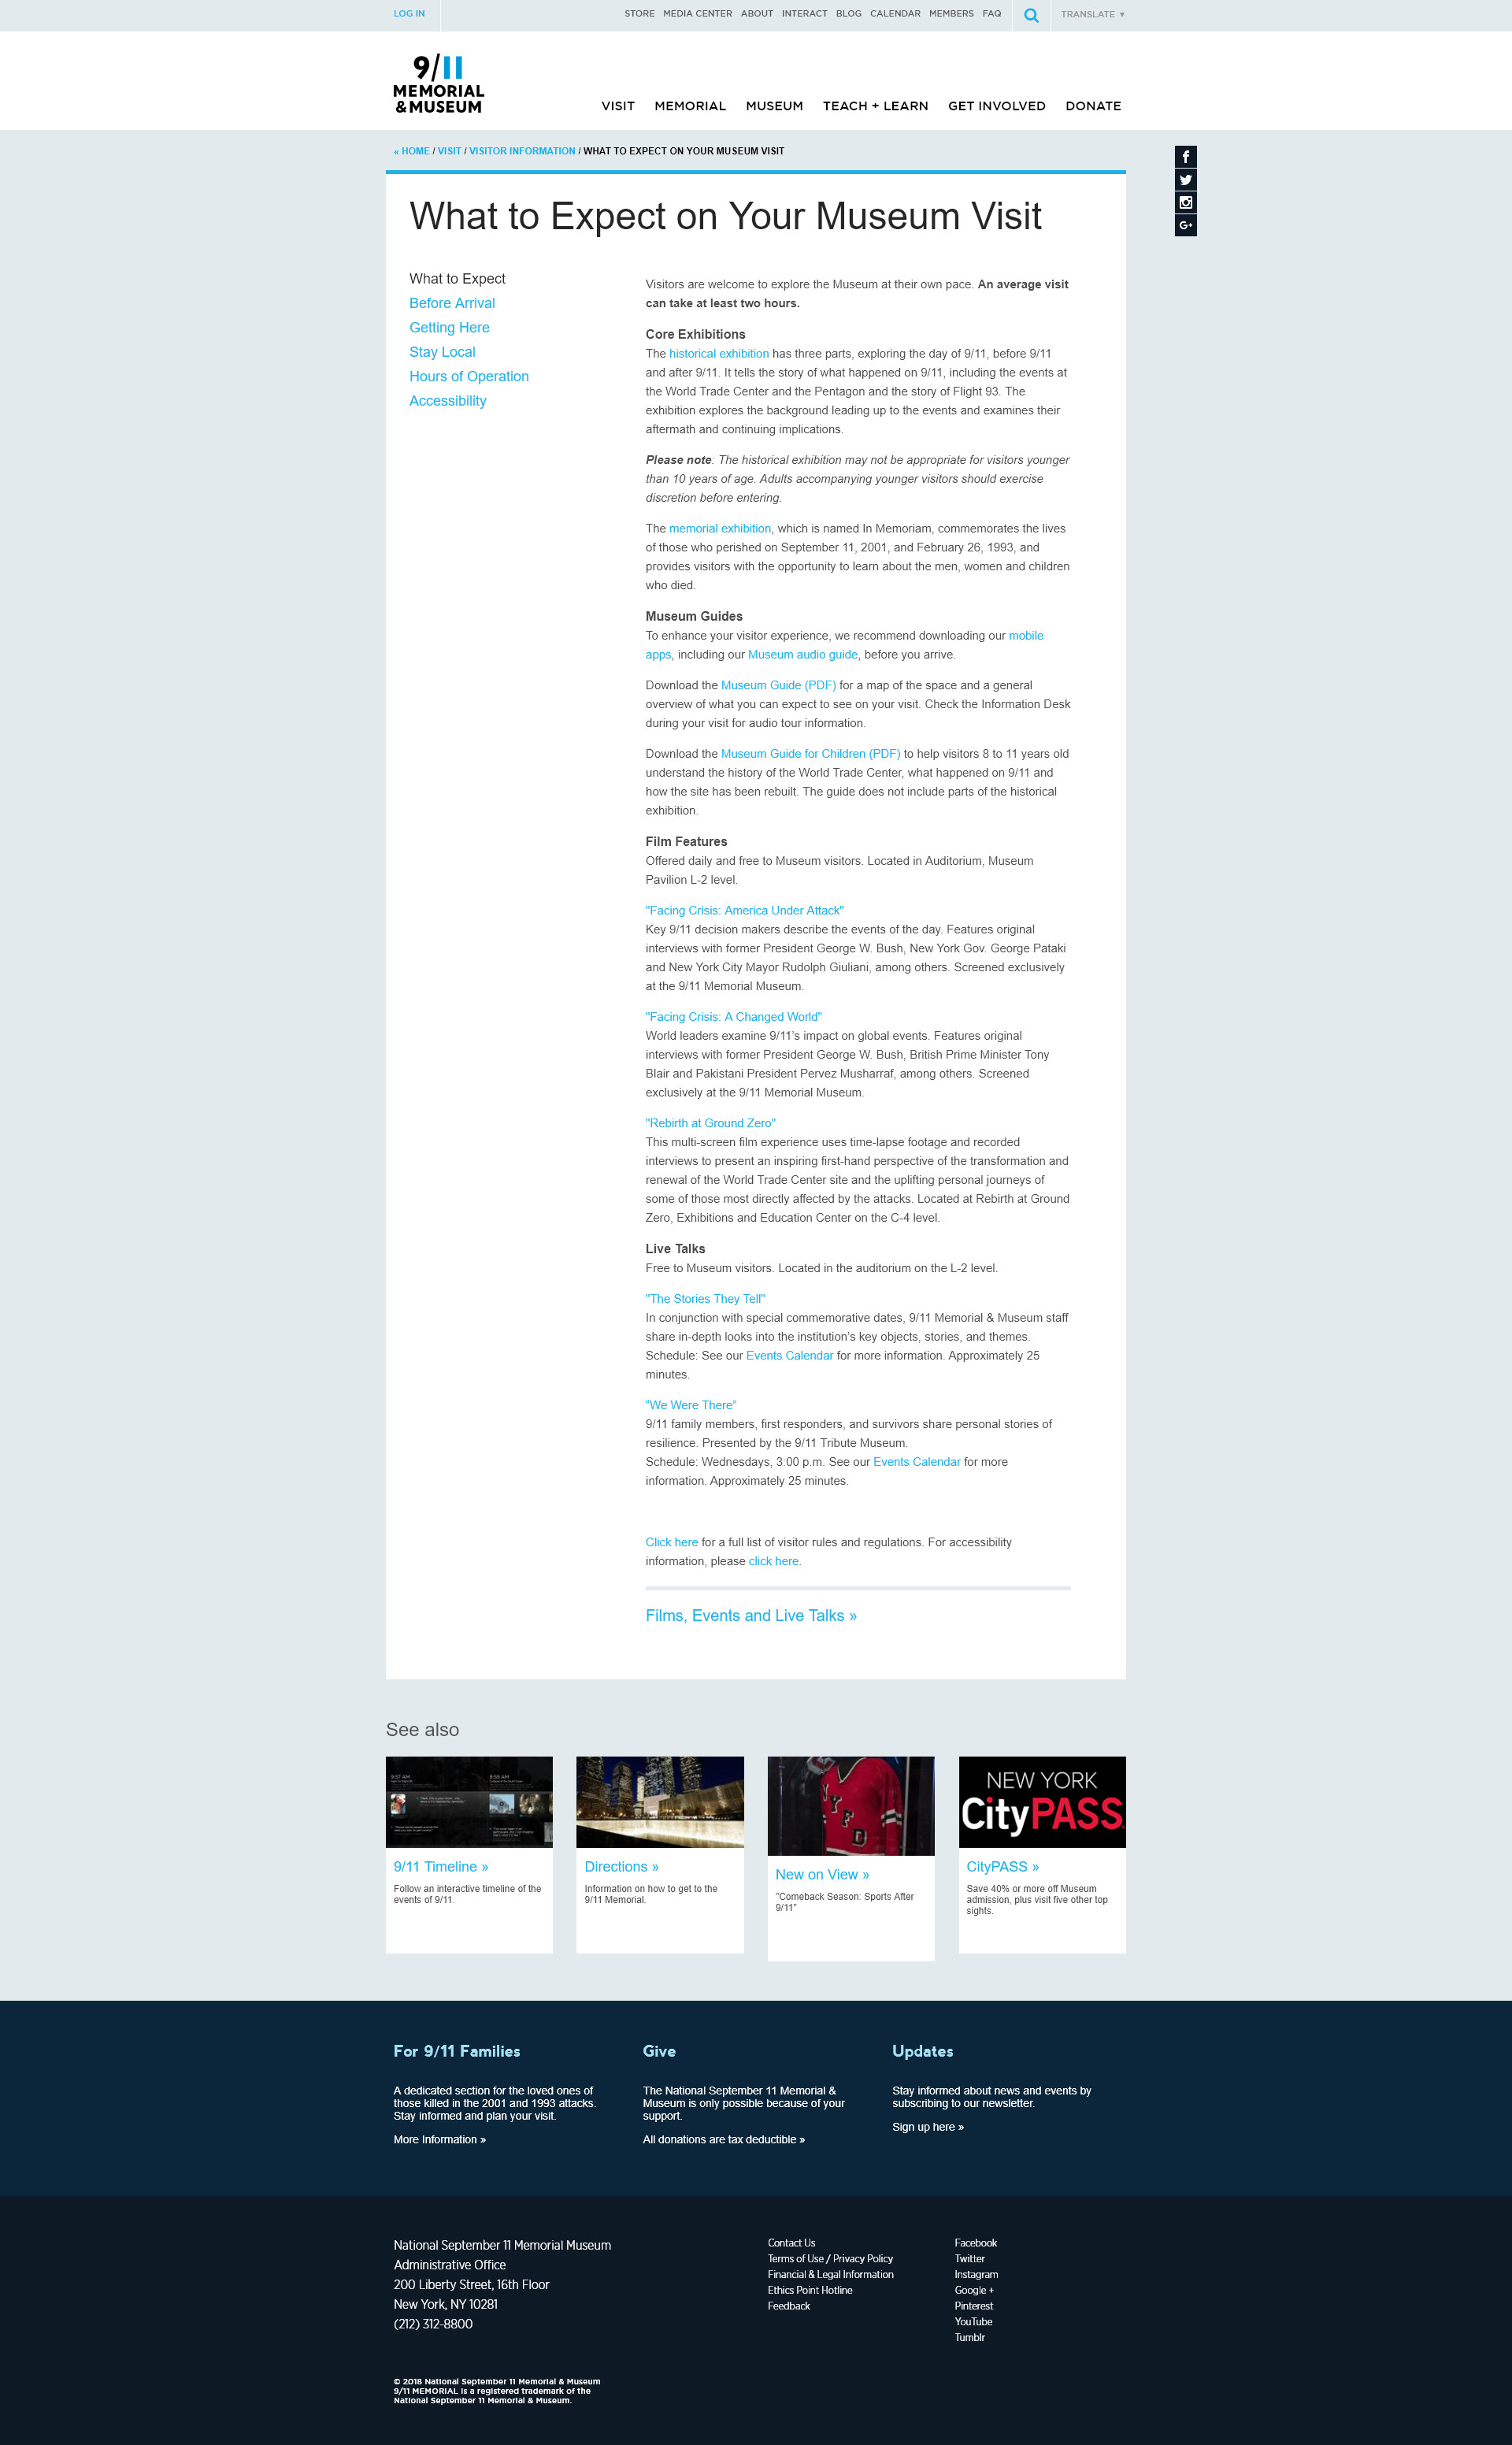 LOG IN
STORE MEDIA CENTER ABOUT INTERACT BLOG CALENDAR MEMBERS FAQ
TRANSLATE ▼
9/11
MEMORIAL
&MUSEUM
VISIT MEMORIAL MUSEUM TEACH + LEARN GET INVOLVED DONATE
« HOME / VISIT / VISITOR INFORMATION / WHAT TO EXPECT ON YOUR MUSEUM VISIT
What to Expect on Your Museum Visit
What to Expect
Before Arrival
Getting Here
Stay Local
Hours of Operation
Accessibility
Visitors are welcome to explore the Museum at their own pace. An average visit
can take at least two hours.
Core Exhibitions
The historical exhibition has three parts, exploring the day of 9/11, before 9/11
and after 9/11. It tells the story of what happened on 9/11, including the events at
the World Trade Center and the Pentagon and the story of Flight 93. The
exhibition explores the background leading up to the events and examines their
aftermath and continuing implications.
Please note: The historical exhibition may not be appropriate for visitors younger
than 10 years of age. Adults accompanying younger visitors should exercise
discretion before entering.
The memorial exhibition, which is named In Memoriam, commemorates the lives
of those who perished on September 11, 2001, and February 26, 1993, and
provides visitors with the opportunity to learn about the men, women and children
who died.
Museum Guides
To enhance your visitor experience, we recommend downloading our mobile
apps, including our Museum audio guide, before you arrive.
Download the Museum Guide (PDF) for a map of the space and a general
overview of what you can expect to see on your visit. Check the Information Desk
during your visit for audio tour information.
Download the Museum Guide for Children (PDF) to help visitors 8 to 11 years old
understand the history of the World Trade Center, what happened on 9/11 and
how the site has been rebuilt. The guide does not include parts of the historical
exhibition.
Film Features
Offered daily and free to Museum visitors. Located in Auditorium, Museum
Pavilion L-2 level.
"Facing Crisis: America Under Attack"
Key 9/11 decision makers describe the events of the day. Features original
interviews with former President George W. Bush, New York Gov. George Pataki
and New York City Mayor Rudolph Giuliani, among others. Screened exclusively
at the 9/11 Memorial Museum.
"Facing Crisis: A Changed World"
World leaders examine 9/11's impact on global events. Features original
interviews with former President George W. Bush, British Prime Minister Tony
Blair and Pakistani President Pervez Musharraf, among others. Screened
exclusively at the 9/11 Memorial Museum.
"Rebirth at Ground Zero"
This multi-screen film experience uses time-lapse footage and recorded
interviews to present an inspiring first-hand perspective of the transformation and
renewal of the World Trade Center site and the uplifting personal journeys of
some of those most directly affected by the attacks. Located at Rebirth at Ground
Zero, Exhibitions and Education Center on the C-4 level.
Live Talks
Free to Museum visitors. Located in the auditorium on the L-2 level.
"The Stories They Tell"
In conjunction with special commemorative dates, 9/11 Memorial & Museum staff
share in-depth looks into the institution's key objects, stories, and themes.
Schedule: See our Events Calendar for more information. Approximately 25
minutes.
"We Were There"
9/11 family members, first responders, and survivors share personal stories of
resilience. Presented by the 9/11 Tribute Museum.
Schedule: Wednesdays, 3:00 p.m. See our Events Calendar for more
information. Approximately 25 minutes.
Click here for a full list of visitor rules and regulations. For accessibility
information, please click here.
Films, Events and Live Talks »
See also
9:57 AM
9:59 AM
NYFD
NEW YORK
CityPASS
9/11 Timeline »
Follow an interactive timeline of the
events of 9/11.
Directions »
Information on how to get to the
9/11 Memorial.
New on View »
"Comeback Season: Sports After
9/11"
CityPASS »
Save 40% or more off Museum
admission, plus visit five other top
sights.
For 9/11 Families
A dedicated section for the loved ones of
those killed in the 2001 and 1993 attacks.
Stay informed and plan your visit.
More Information »
Give
The National September 11 Memorial &
Museum is only possible because of your
support.
All donations are tax deductible »
Updates
Stay informed about news and events by
subscribing to our newsletter.
Sign up here »
National September 11 Memorial Museum
Administrative Office
200 Liberty Street, 16th Floor
New York, NY 10281
(212) 312-8800
Contact Us
Terms of Use / Privacy Policy
Financial & Legal Information
Ethics Point Hotline
Feedback
Facebook
Twitter
Instagram
Google +
Pinterest
YouTube
Tumblr
© 2018 National September 11 Memorial & Museum
9/11 MEMORIAL is a registered trademark of the
National September 11 Memorial & Museum.